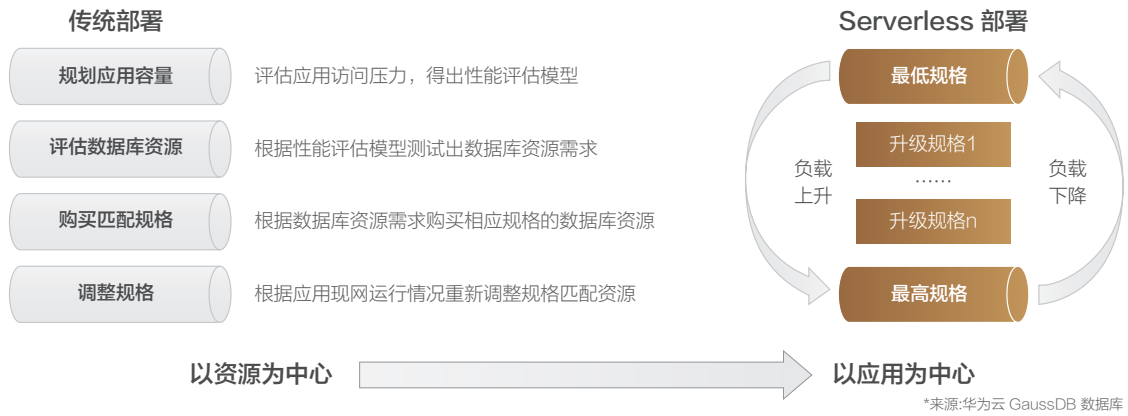 传统部署
规划应用容量
评估应用访问压力，得出性能评估模型
评估数据库资源
根据性能评估模型测试出数据库资源需求
购买匹配规格
根据数据库资源需求购买相应规格的数据库资源
调整规格
根据应用现网运行情况重新调整规格匹配资源
Serverless 部署
最低规格
升级规格1
……
升级规格n
最高规格
负载
上升
负载
下降
以资源为中心
以应用为中心
*来源:华为云 GaussDB 数据库